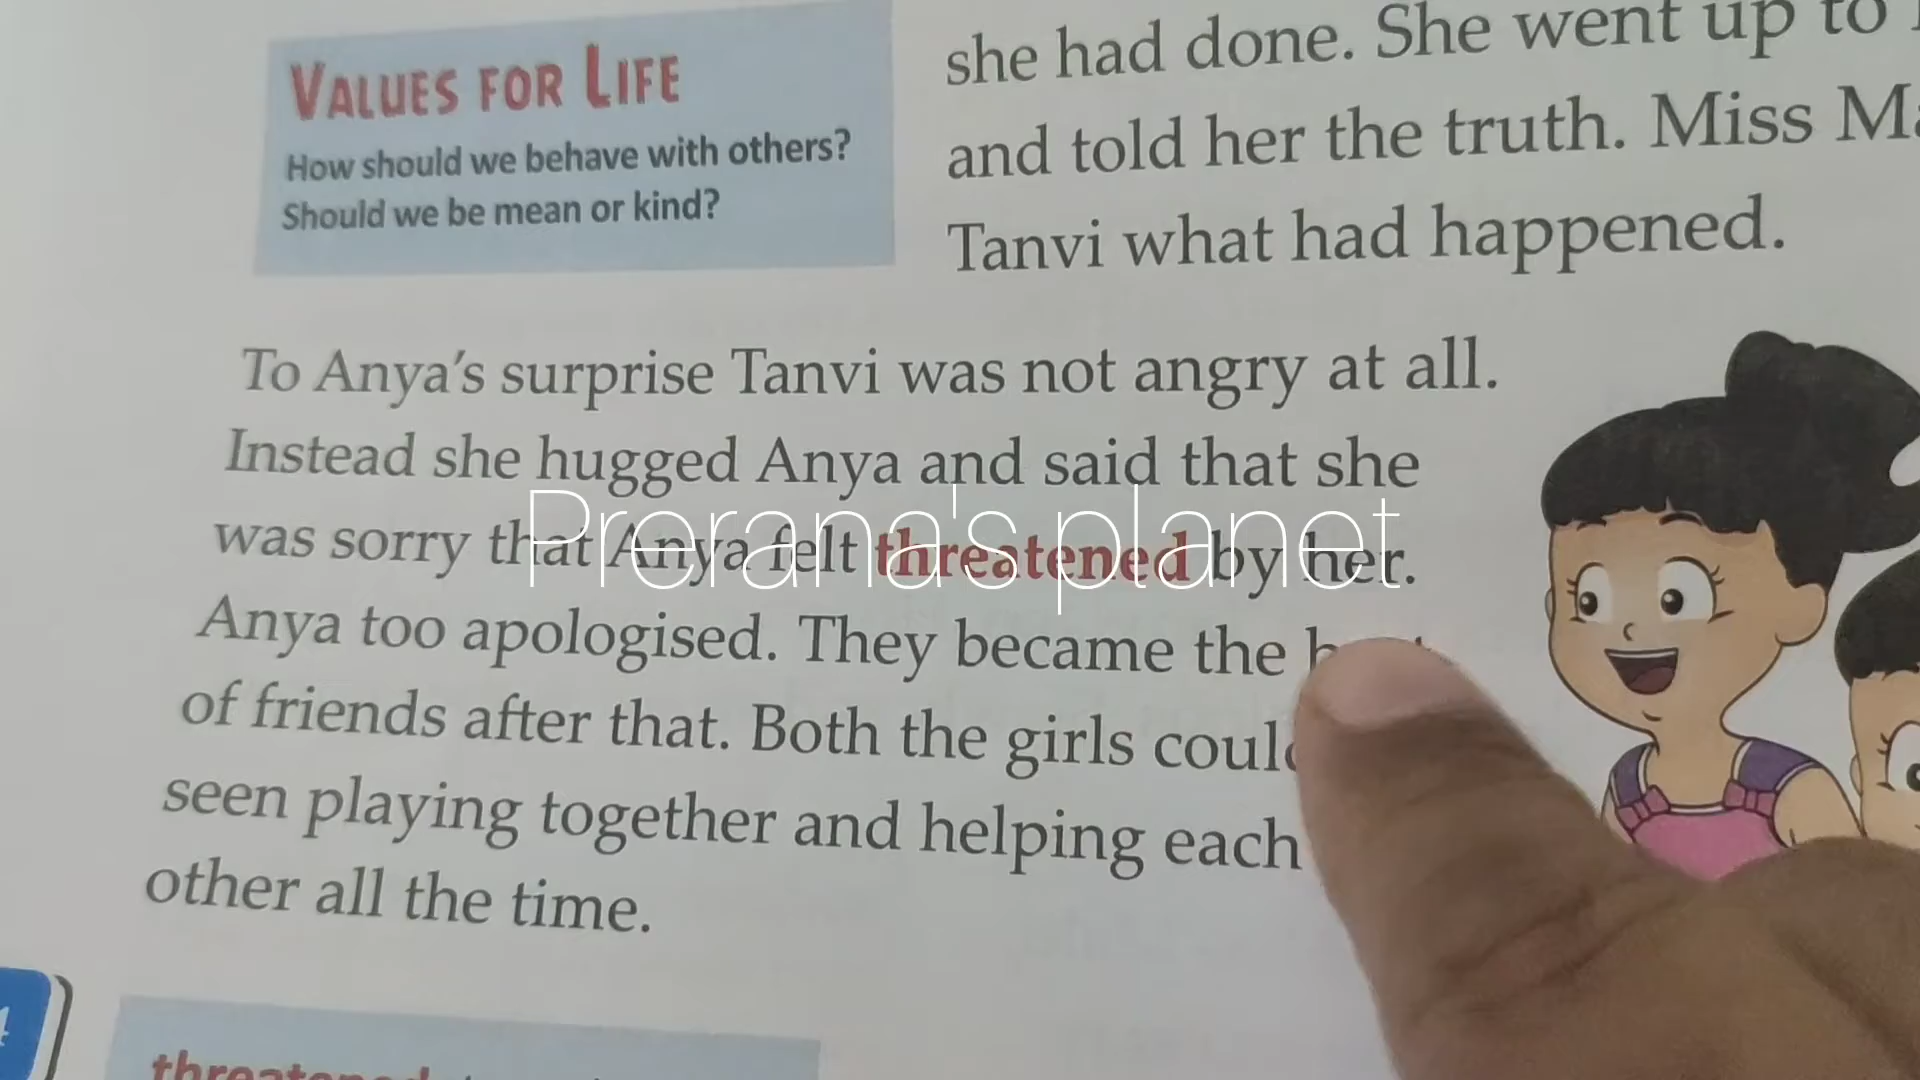 VALUES FOR LIFE
How should we behave with others?
Should we be mean or kind?
she had done. She went up to
and told her the truth. Miss
Tanvi what had happened.
To Anya's surprise Tanvi was not angry at all.
Instead she hugged Anya and said that she
was sorry that Anya felt threatened by her.
Prerana's planet
Anya too apologised. They became the
of friends after that. Both the girls
seen playing together and helping each
other all the time.
4
threatened